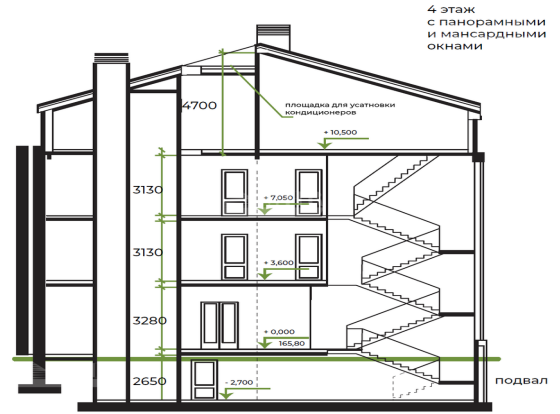 4 этаж
с панорамными
и мансардными
окнами
4700
площадка для усатновки
кондиционеров
+ 10,500
3130
+ 7,050
3130
+ 3,600
3280
+ 0,000
165,80
2650
- 2,700
подвал